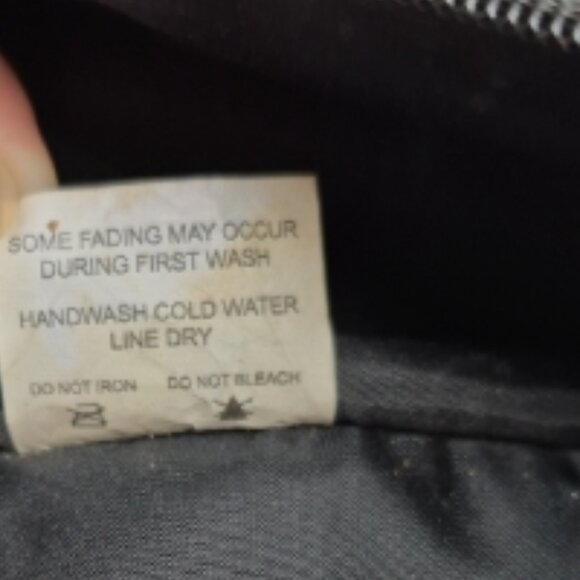 SOME FADING MAY OCCUR
DURING FIRST WASH
HANDWASH COLD WATER
LINE DRY
DO NOT IRON DO NOT BLEACH